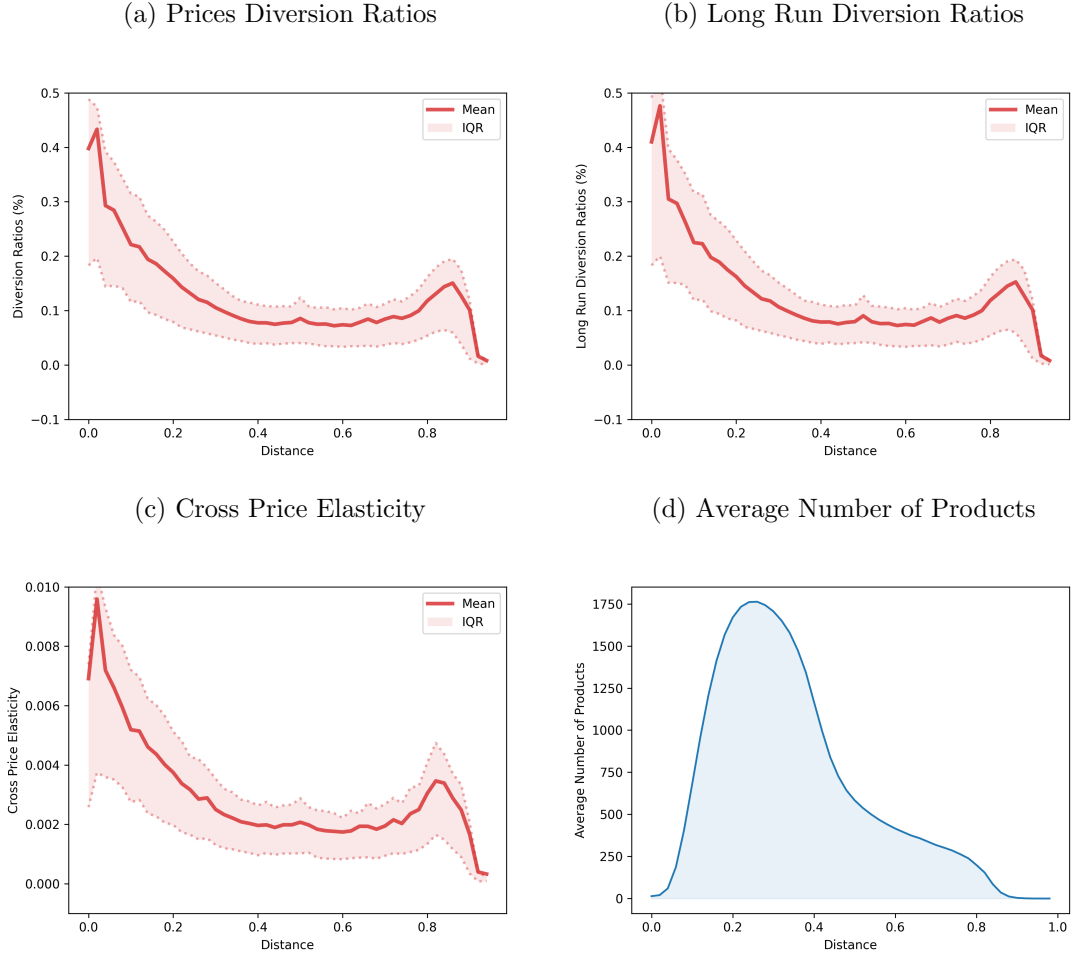 (a) Prices Diversion Ratios
0.5
0.4
0.3
0.2
0.1
0.0
−0.1
Diversion Ratios (%)
Mean
IQR
0.0 0.2 0.4 0.6 0.8
Distance
(b) Long Run Diversion Ratios
0.5
0.4
0.3
0.2
0.1
0.0
−0.1
Long Run Diversion Ratios (%)
Mean
IQR
0.0 0.2 0.4 0.6 0.8
Distance
(c) Cross Price Elasticity
0.010
0.008
0.006
0.004
0.002
0.000
Cross Price Elasticity
Mean
IQR
0.0 0.2 0.4 0.6 0.8
Distance
(d) Average Number of Products
1750
1500
1250
1000
750
500
250
0
Average Number of Products
0.0 0.2 0.4 0.6 0.8 1.0
Distance